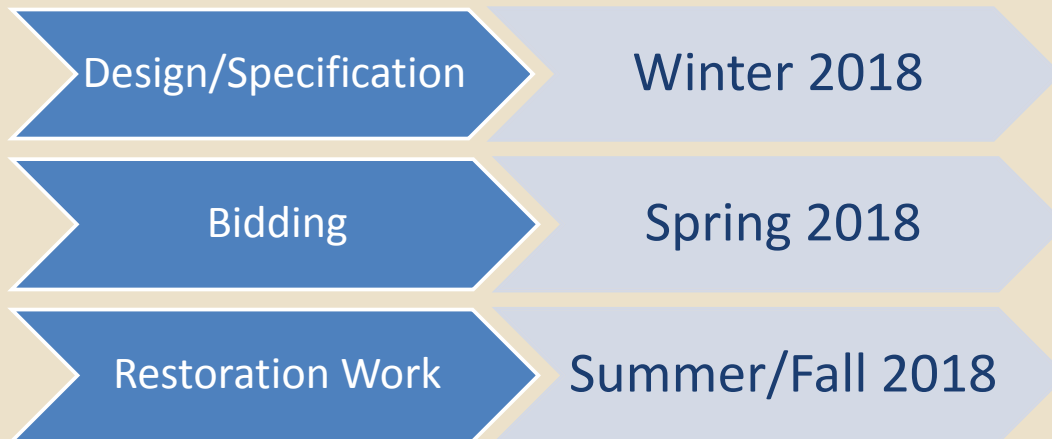 Design/Specification
Winter 2018
Bidding
Spring 2018
Restoration Work
Summer/Fall 2018